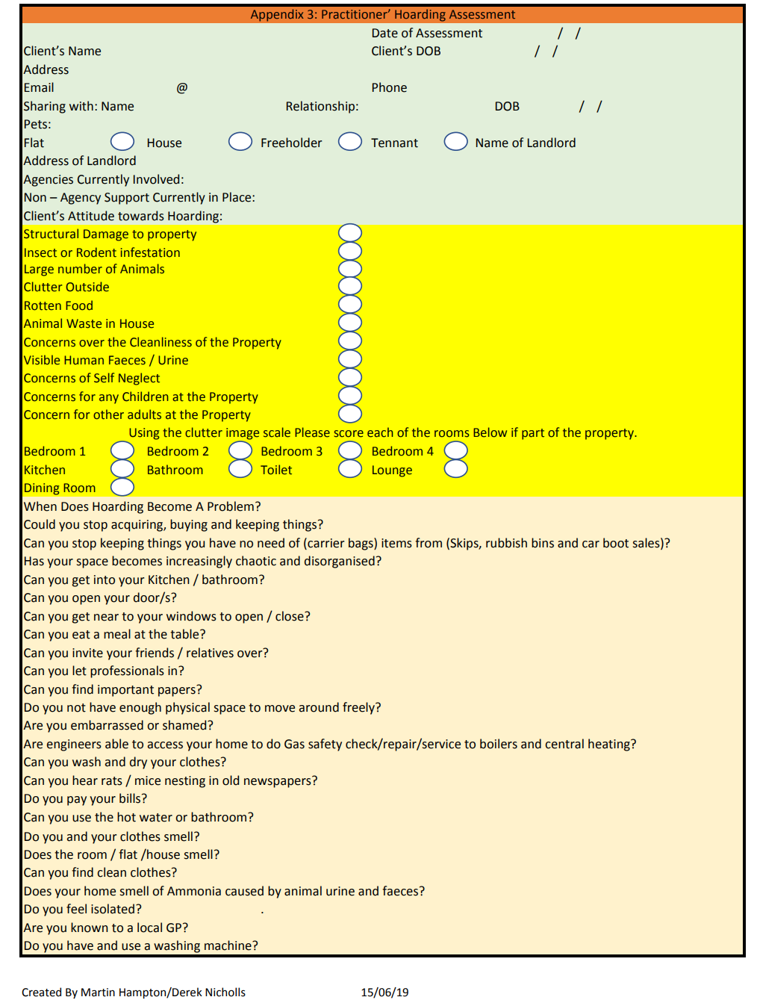 Appendix 3: Practitioner’ Hoarding Assessment
Date of Assessment / /
Client’s Name Client’s DOB / /
Address
Email @ Phone
Sharing with: Name Relationship: DOB / /
Pets:
Flat House Freeholder Tennant Name of Landlord
Address of Landlord
Agencies Currently Involved:
Non – Agency Support Currently in Place:
Client’s Attitude towards Hoarding:
Structural Damage to property
Insect or Rodent infestation
Large number of Animals
Clutter Outside
Rotten Food
Animal Waste in House
Concerns over the Cleanliness of the Property
Visible Human Faeces / Urine
Concerns of Self Neglect
Concerns for any Children at the Property
Concern for other adults at the Property
Using the clutter image scale Please score each of the rooms Below if part of the property.
Bedroom 1 Bedroom 2 Bedroom 3 Bedroom 4
Kitchen Bathroom Toilet Lounge
Dining Room
When Does Hoarding Become A Problem?
Could you stop acquiring, buying and keeping things?
Can you stop keeping things you have no need of (carrier bags) items from (Skips, rubbish bins and car boot sales)?
Has your space becomes increasingly chaotic and disorganised?
Can you get into your Kitchen / bathroom?
Can you open your door/s?
Can you get near to your windows to open / close?
Can you eat a meal at the table?
Can you invite your friends / relatives over?
Can you let professionals in?
Can you find important papers?
Do you not have enough physical space to move around freely?
Are you embarrassed or shamed?
Are engineers able to access your home to do Gas safety check/repair/service to boilers and central heating?
Can you wash and dry your clothes?
Can you hear rats / mice nesting in old newspapers?
Do you pay your bills?
Can you use the hot water or bathroom?
Do you and your clothes smell?
Does the room / flat /house smell?
Can you find clean clothes?
Does your home smell of Ammonia caused by animal urine and faeces?
Do you feel isolated? .
Are you known to a local GP?
Do you have and use a washing machine?
Created By Martin Hampton/Derek Nicholls 15/06/19